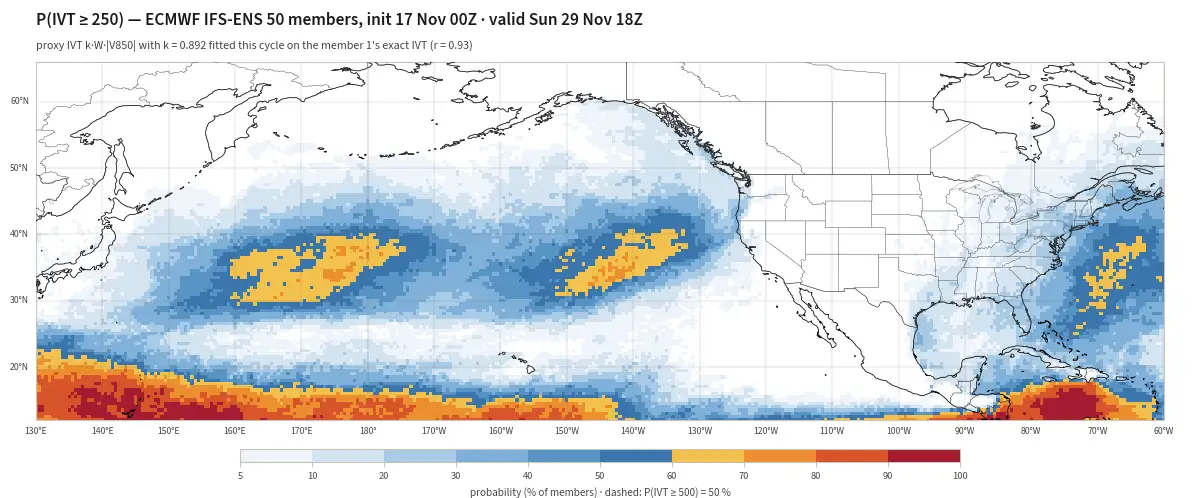 P(IVT ≥ 250) — ECMWF IFS-ENS 50 members, init 17 Nov 00Z · valid Sun 29 Nov 18Z
proxy IVT k·W·|V850| with k = 0.892 fitted this cycle on the member 1's exact IVT (r = 0.93)
60°N
50°N
40°N
30°N
20°N
130°E 140°E 150°E 160°E 170°E 180° 170°W 160°W 150°W 140°W 130°W 120°W 110°W 100°W 90°W 80°W 70°W 60°W
5 10 20 30 40 50 60 70 80 90 100
probability (% of members) · dashed: P(IVT ≥ 500) = 50 %